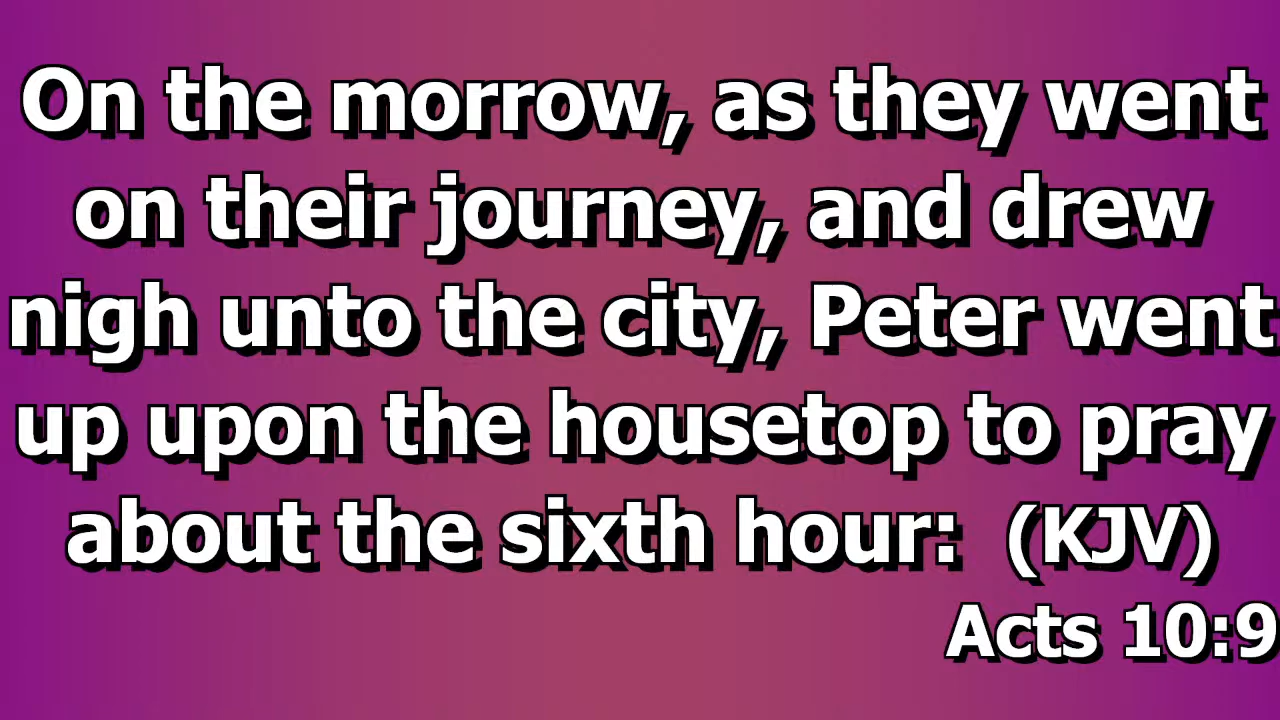 On the morrow, as they went
on their journey, and drew
nigh unto the city, Peter went
up upon the housetop to pray
about the sixth hour:  (KJV)
Acts 10:9